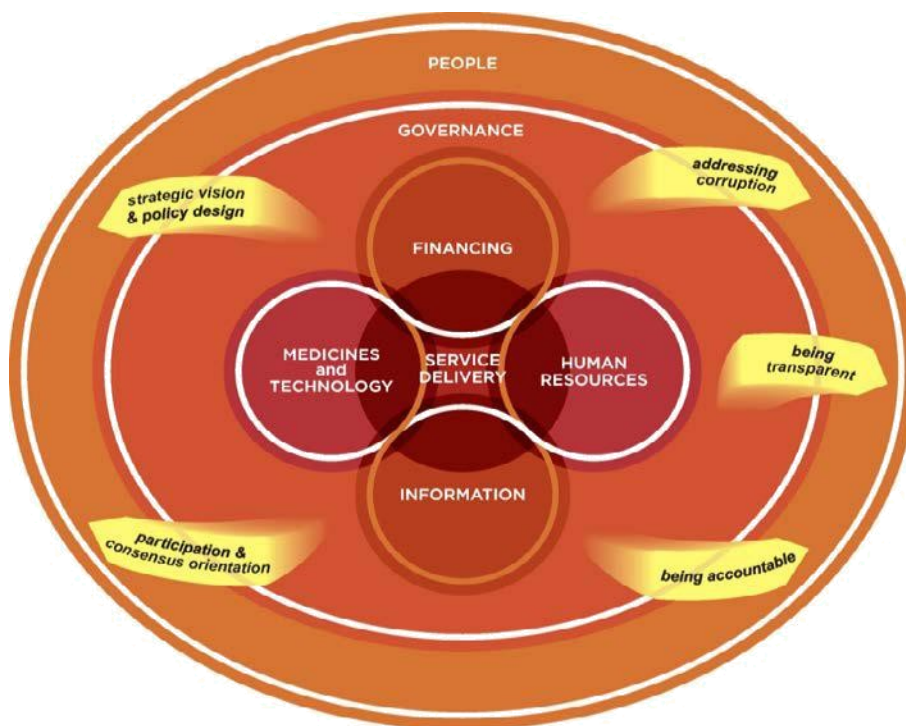 PEOPLE
GOVERNANCE
strategic vision
& policy design
addressing
corruption
FINANCING
MEDICINES
and
TECHNOLOGY
SERVICE
DELIVERY
HUMAN
RESOURCES
being
transparent
INFORMATION
participation &
consensus orientation
being accountable